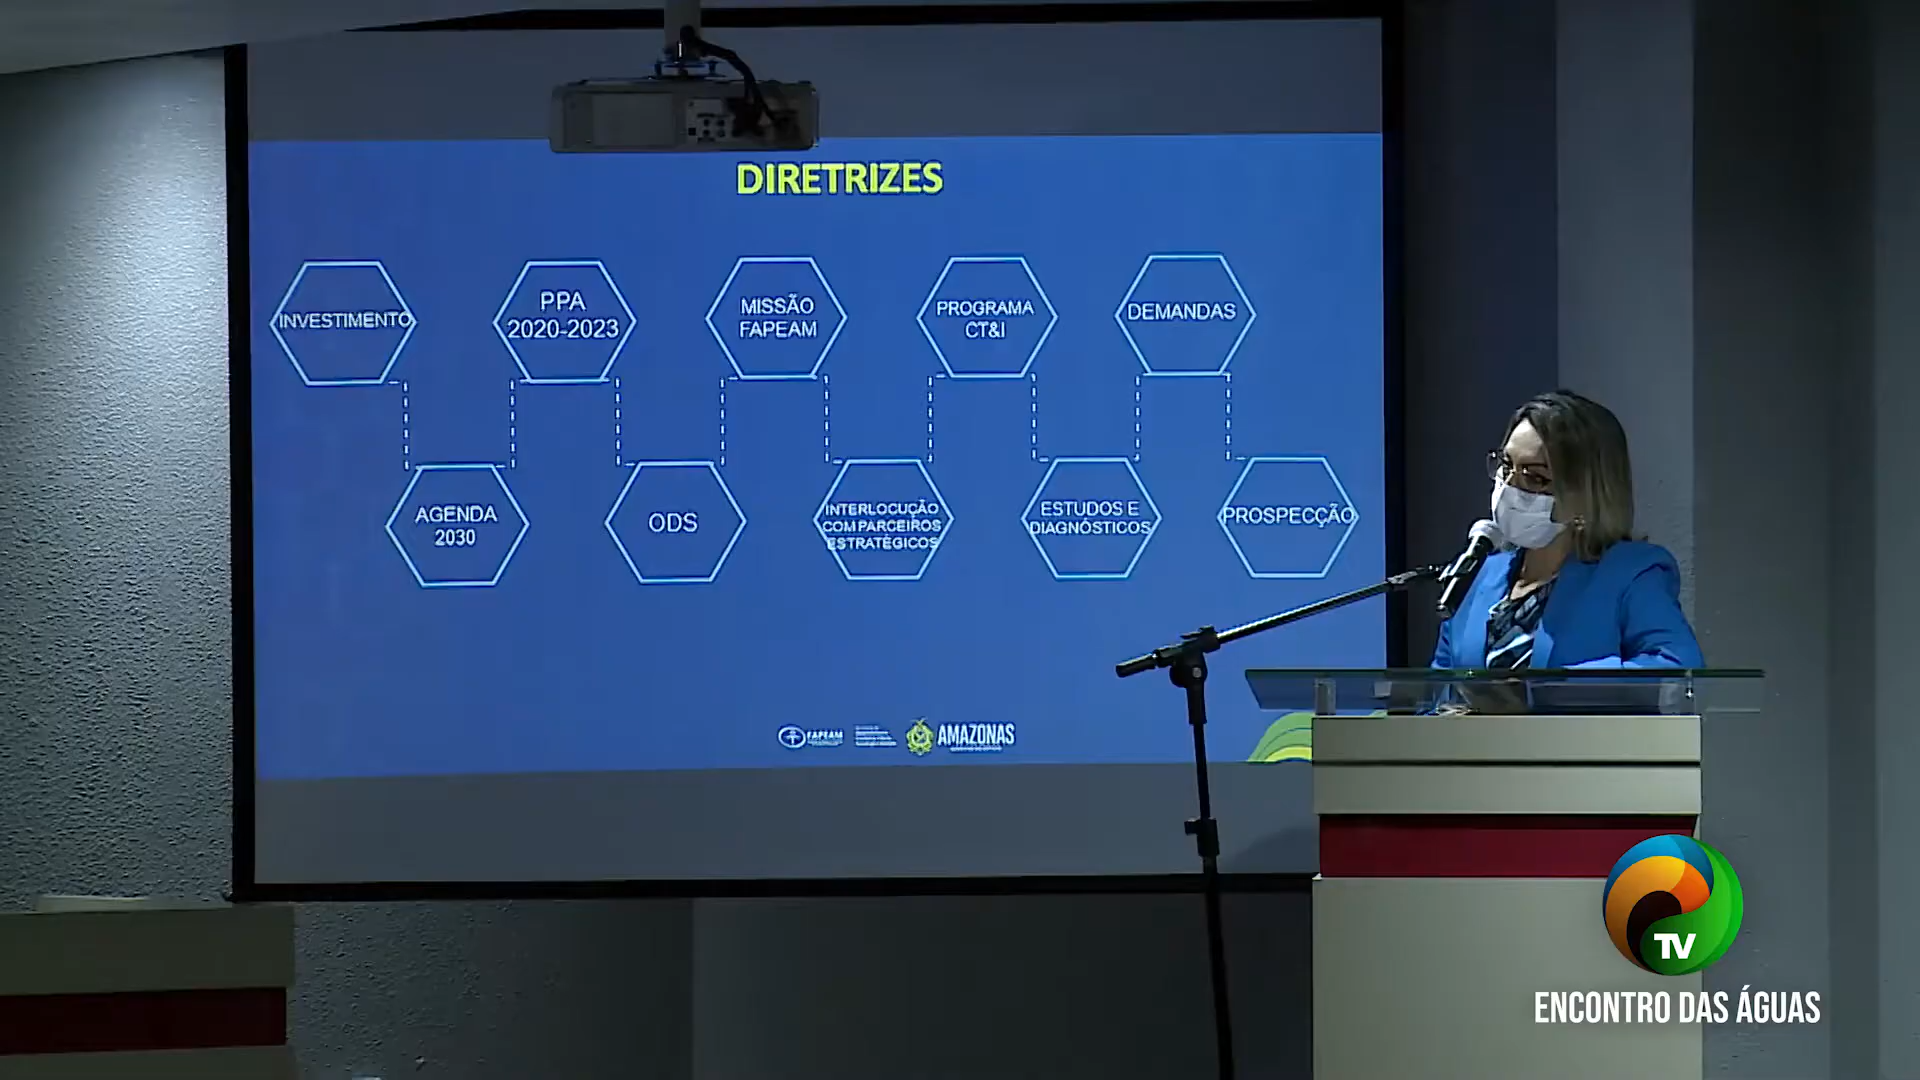 DIRETRIZES
INVESTIMENTO
PPA
2020-2023
MISSÃO
FAPEAM
PROGRAMA
CT&I
DEMANDAS
AGENDA
2030
ODS
INTERLOCUÇÃO
COM PARCEIROS
ESTRATÉGICOS
ESTUDOS E
DIAGNÓSTICOS
PROSPECÇÃO
FAPEAM
AMAZONAS
TV
ENCONTRO DAS ÁGUAS